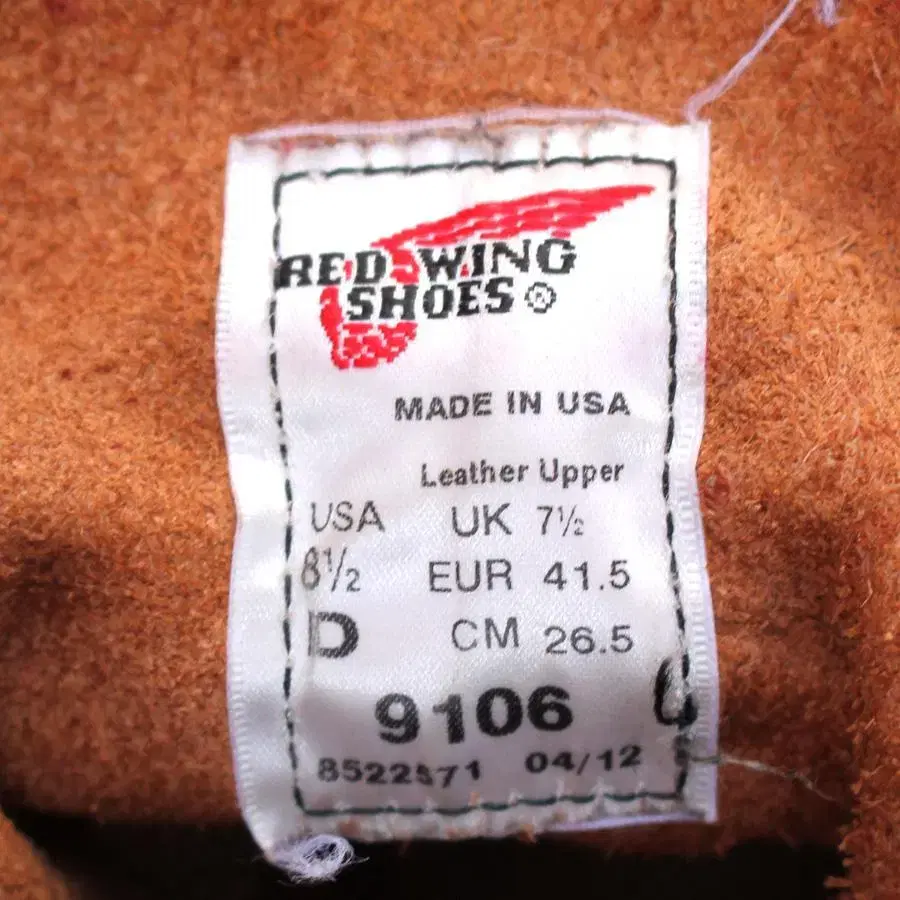 RED WING
SHOES®
MADE IN USA
Leather Upper
USA UK 7½
8½ EUR 41.5
D CM 26.5
9106
04/12